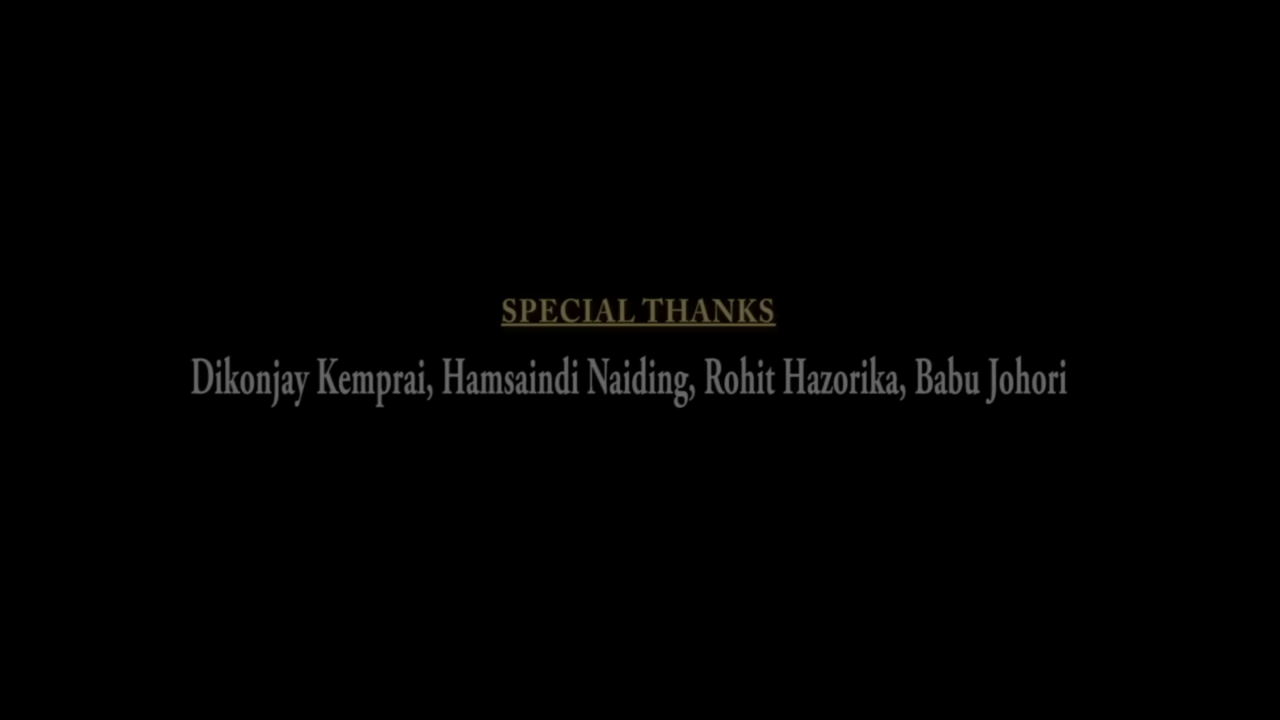 SPECIAL THANKS
Dikonjay Kemprai, Hamsaindi Naiding, Rohit Hazorika, Babu Johori